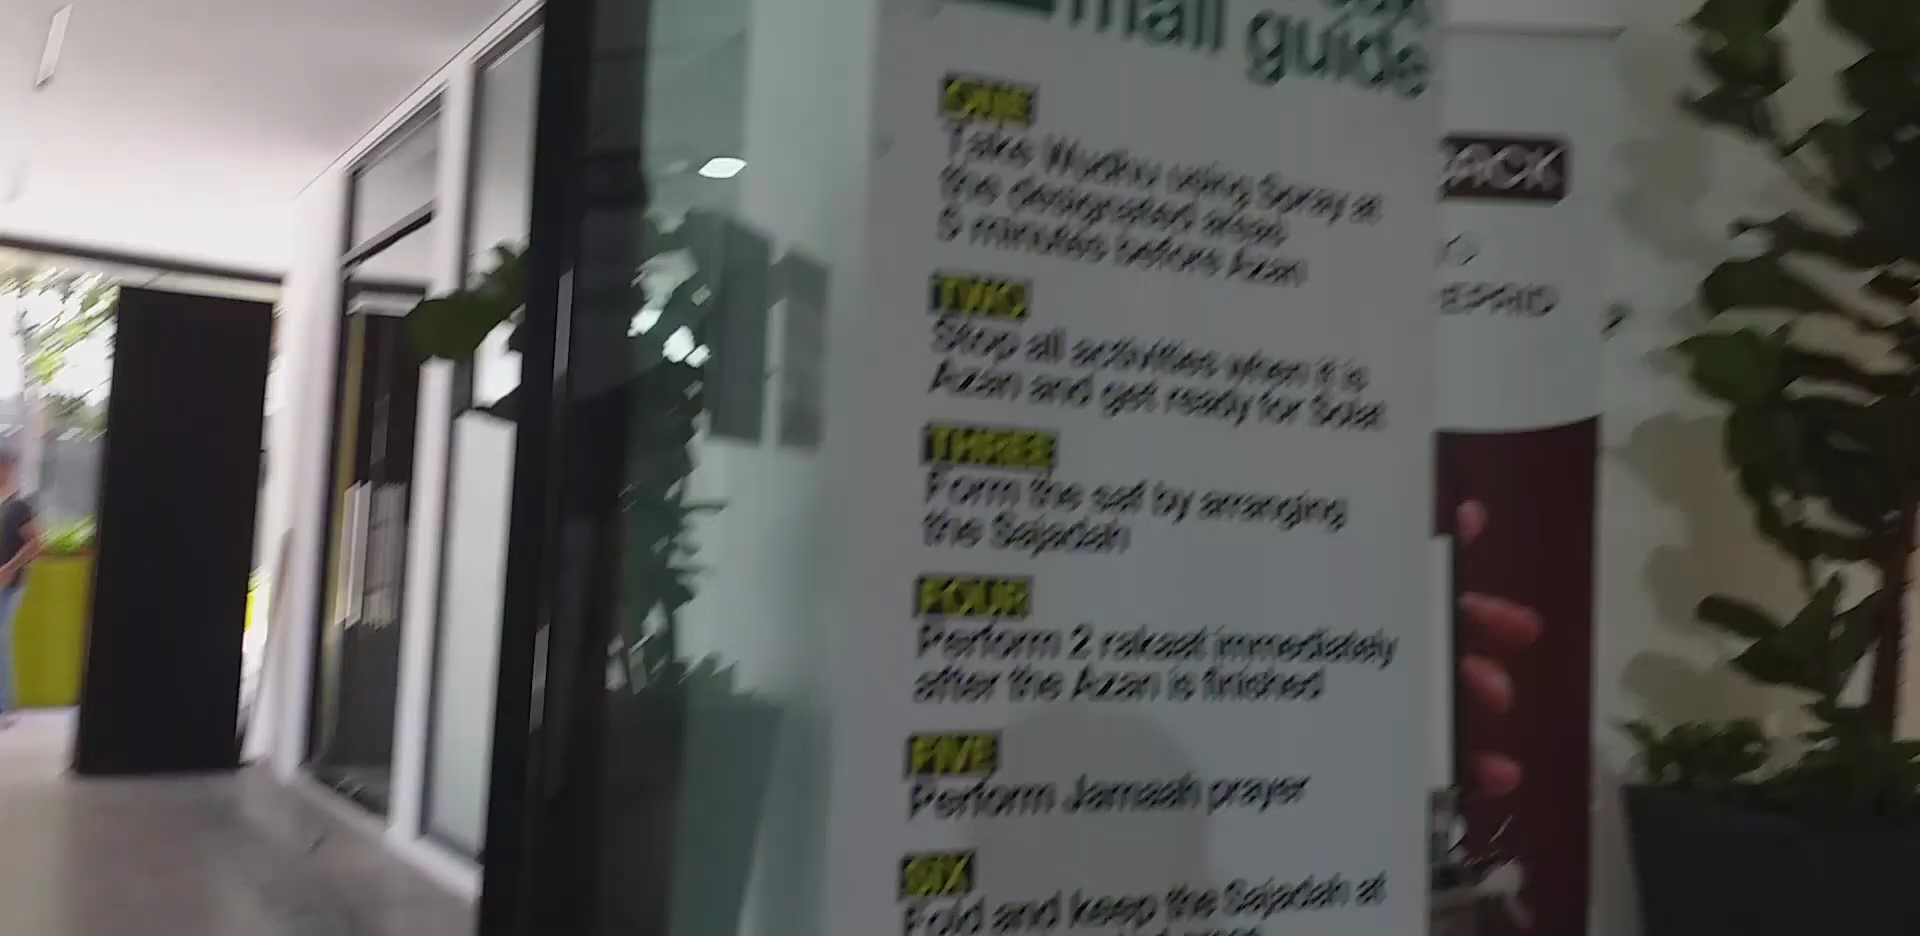 mall guide
ONE
Take Wudhu using Spray at
the designated areas
5 minutes before Azan
TWO
Stop all activities when it is
Azan and get ready for Solat
THREE
Form the saf by arranging
the Sajadah
FOUR
Perform 2 rakaat immediately
after the Azan is finished
FIVE
Perform Jamaah prayer
SIX
Fold and keep the Sajadah at